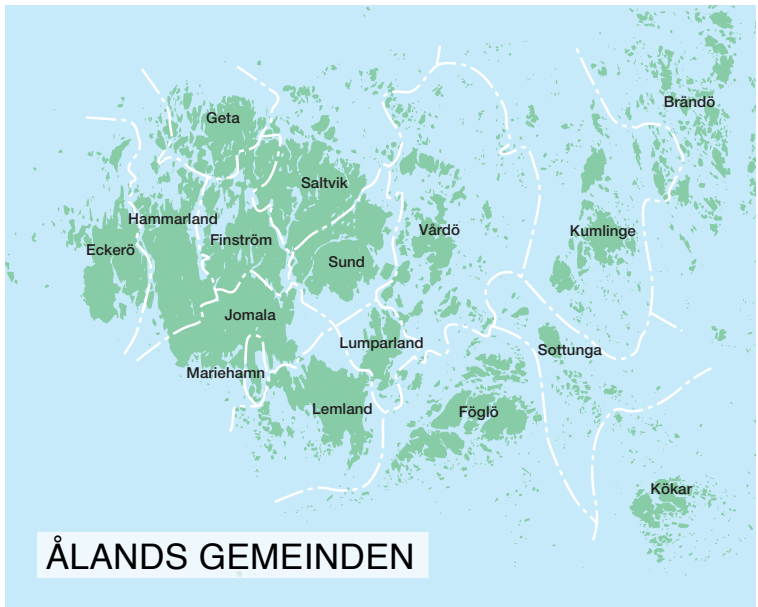 Brändö
Geta
Saltvik
Hammarland
Vårdö
Kumlinge
Finström
Eckerö
Sund
Jomala
Lumparland
Sottunga
Mariehamn
Lemland
Föglö
Kökar
ÅLANDS GEMEINDEN